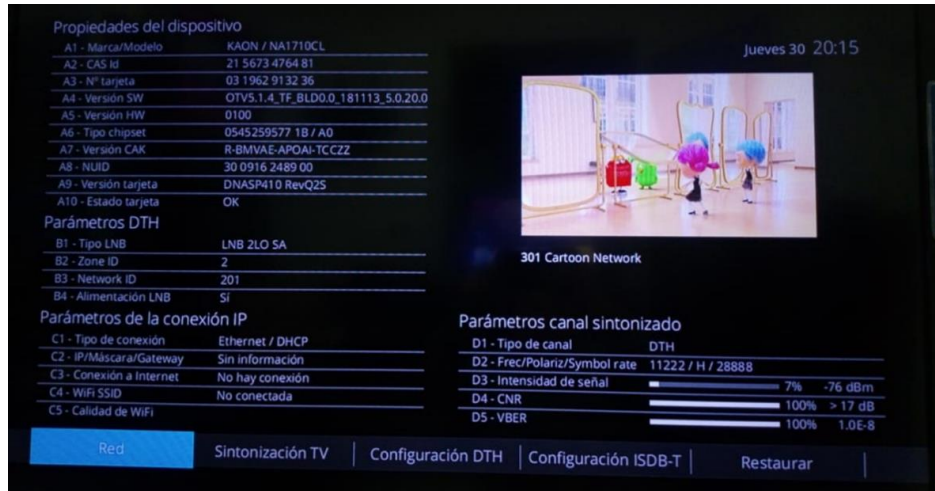 Propiedades del dispositivo
A1 - Marca/Modelo KAON / NA1710CL
A2 - CAS Id 21 5673 4764 81
A3 - Nº tarjeta 03 1962 9132 36
A4 - Versión SW OTV5.1.4_TF_BLD0.0_181113_5.0.20.0
A5 - Versión HW 0100
A6 - Tipo chipset 0545259577 1B / A0
A7 - Versión CAK R-BMVAE-APOAI-TCCZZ
A8 - NUID 30 0916 2489 00
A9 - Versión tarjeta DNASP410 RevQ2S
A10 - Estado tarjeta OK
Parámetros DTH
B1 - Tipo LNB LNB 2LO SA
B2 - Zone ID 2
B3 - Network ID 201
B4 - Alimentación LNB Sí
Parámetros de la conexión IP
C1 - Tipo de conexión Ethernet / DHCP
C2 - IP/Máscara/Gateway Sin información
C3 - Conexión a Internet No hay conexión
C4 - WiFi SSID No conectada
C5 - Calidad de WiFi
Jueves 30 20:15
301 Cartoon Network
Parámetros canal sintonizado
D1 - Tipo de canal DTH
D2 - Frec/Polariz/Symbol rate 11222 / H / 28888
D3 - Intensidad de señal 7% -76 dBm
D4 - CNR 100% > 17 dB
D5 - VBER 100% 1.0E-8
Red Sintonización TV Configuración DTH Configuración ISDB-T Restaurar